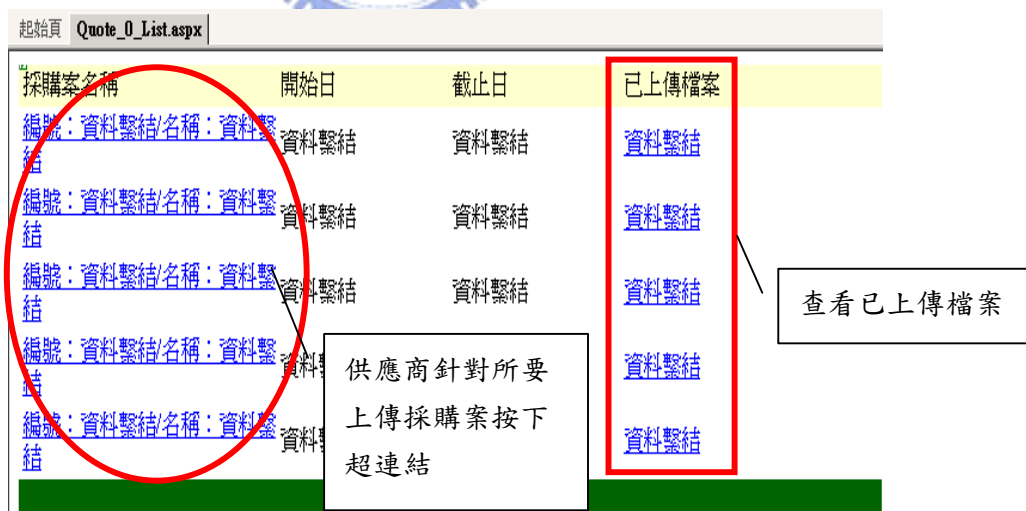 起始頁 Quote_0_List.aspx
採購案名稱 開始日 截止日 已上傳檔案
編號：資料繫結/名稱：資料繫結 資料繫結 資料繫結 資料繫結
編號：資料繫結/名稱：資料繫結 資料繫結 資料繫結 資料繫結
編號：資料繫結/名稱：資料繫結 資料繫結 資料繫結 資料繫結
編號：資料繫結/名稱：資料繫結 資料 資料繫結
編號：資料繫結/名稱：資料繫結 資料 資料繫結
供應商針對所要
上傳採購案按下
超連結
查看已上傳檔案